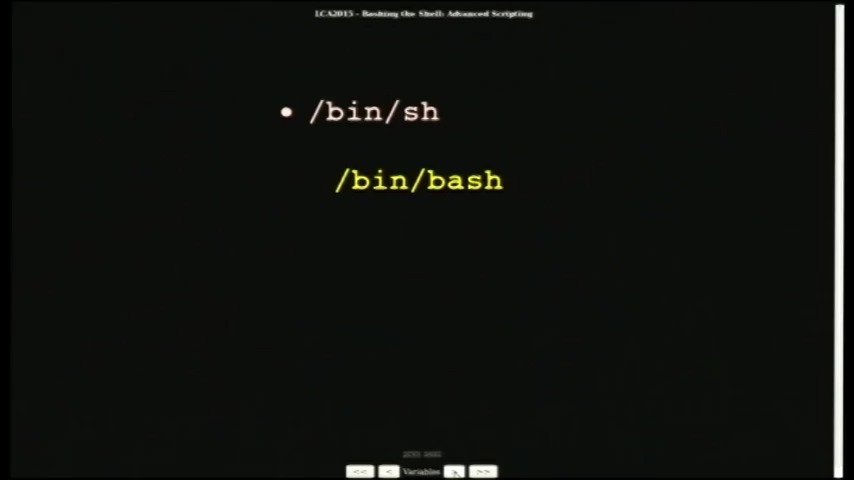 LCA2015 - Bashing the Shell: Advanced Scripting
• /bin/sh
/bin/bash
<< < Variables > >>